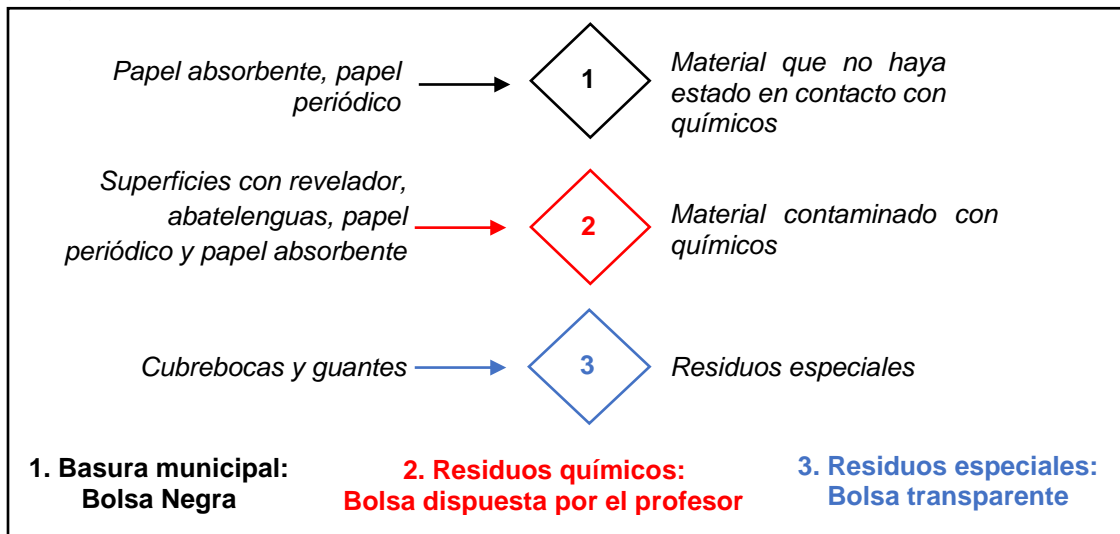 Papel absorbente, papel
periódico
1
Material que no haya
estado en contacto con
químicos
Superficies con revelador,
abatelenguas, papel
periódico y papel absorbente
2
Material contaminado con
químicos
Cubrebocas y guantes
3
Residuos especiales
1. Basura municipal:
Bolsa Negra
2. Residuos químicos:
Bolsa dispuesta por el profesor
3. Residuos especiales:
Bolsa transparente